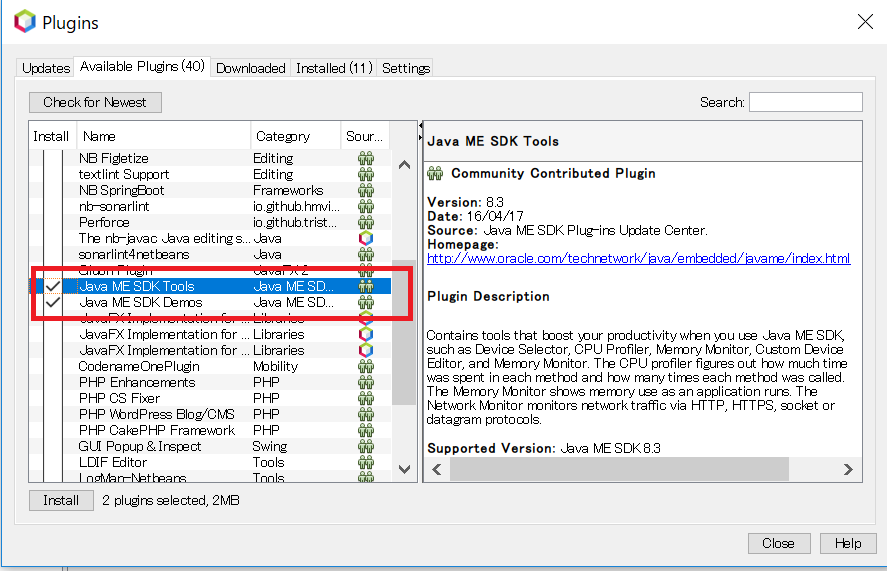 Plugins
Updates Available Plugins (40) Downloaded Installed (11) Settings
Check for Newest Search:
Install Name Category Sour...
NB Figletize Editing
textlint Support Editing
NB SpringBoot Frameworks
nb-sonarlint io.github.hmvi...
Perforce io.github.trist...
The nb-javac Java editing s... Java
sonarlint4netbeans Java
Gluon Plugin JavaFX 2
Java ME SDK Tools Java ME SD...
Java ME SDK Demos Java ME SD...
JavaFX Implementation for ... Libraries
JavaFX Implementation for ... Libraries
JavaFX Implementation for ... Libraries
CodenameOnePlugin Mobility
PHP Enhancements PHP
PHP CS Fixer PHP
PHP WordPress Blog/CMS PHP
PHP CakePHP Framework PHP
GUI Popup & Inspect Swing
LDIF Editor Tools
LogMan-Netbeans Tools
Java ME SDK Tools
Community Contributed Plugin
Version: 8.3
Date: 16/04/17
Source: Java ME SDK Plug-ins Update Center.
Homepage:
http://www.oracle.com/technetwork/java/embedded/javame/index.html
Plugin Description
Contains tools that boost your productivity when you use Java ME SDK,
such as Device Selector, CPU Profiler, Memory Monitor, Custom Device
Editor, and Memory Monitor. The CPU profiler figures out how much time
was spent in each method and how many times each method was called.
The Memory Monitor shows memory use as an application runs. The
Network Monitor monitors network traffic via HTTP, HTTPS, socket or
datagram protocols.
Supported Version: Java ME SDK 8.3
Install 2 plugins selected, 2MB
Close Help